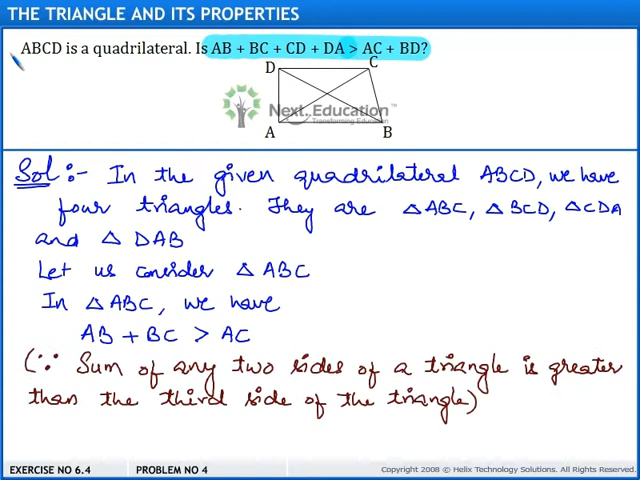 THE TRIANGLE AND ITS PROPERTIES
ABCD is a quadrilateral. Is AB + BC + CD + DA > AC + BD?
D C
Next Education
Transforming Education
A B
Sol :- In the given quadrilateral ABCD, we have
four triangles. They are △ ABC, △ BCD, △ CDA
and △ DAB
Let us consider △ ABC
In △ ABC, we have
AB + BC > AC
(∵ Sum of any two sides of a triangle is greater
than the third side of the triangle)
EXERCISE NO 6.4 PROBLEM NO 4 Copyright 2008 © Helix Technology Solutions. All Rights Reserved.